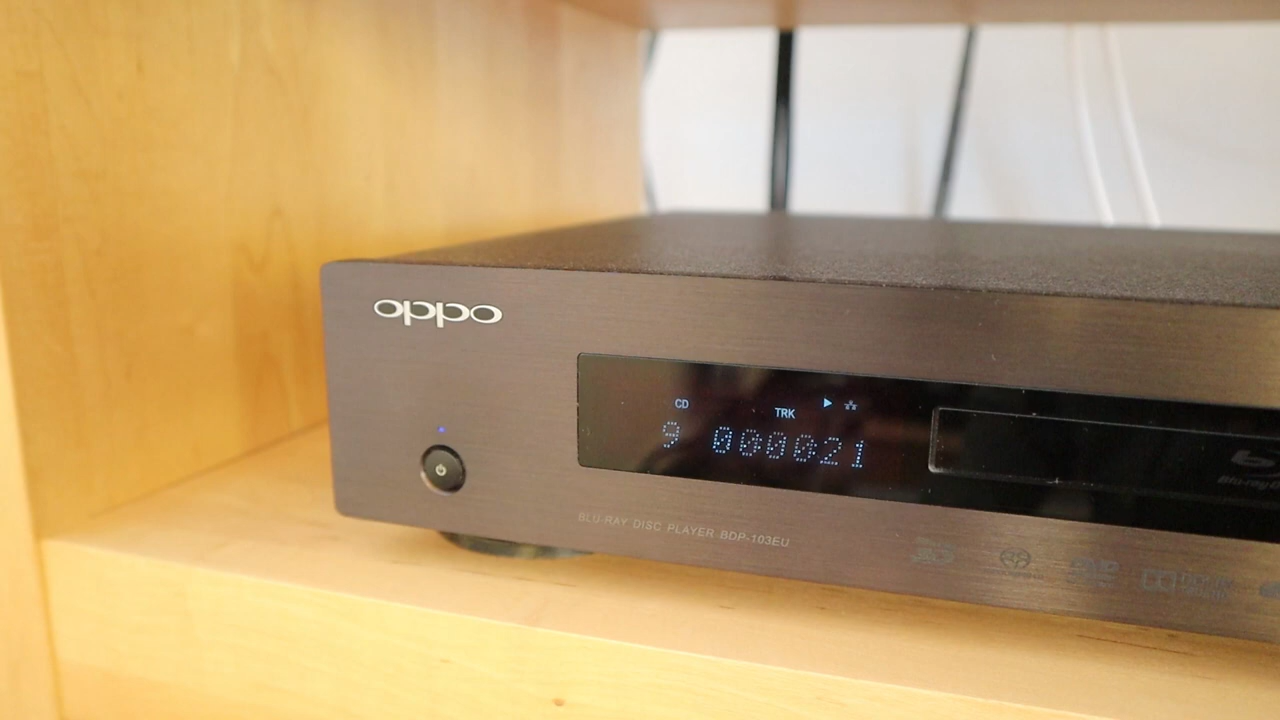 oppo
CD
TRK
9 000021
BLU-RAY DISC PLAYER BDP-103EU